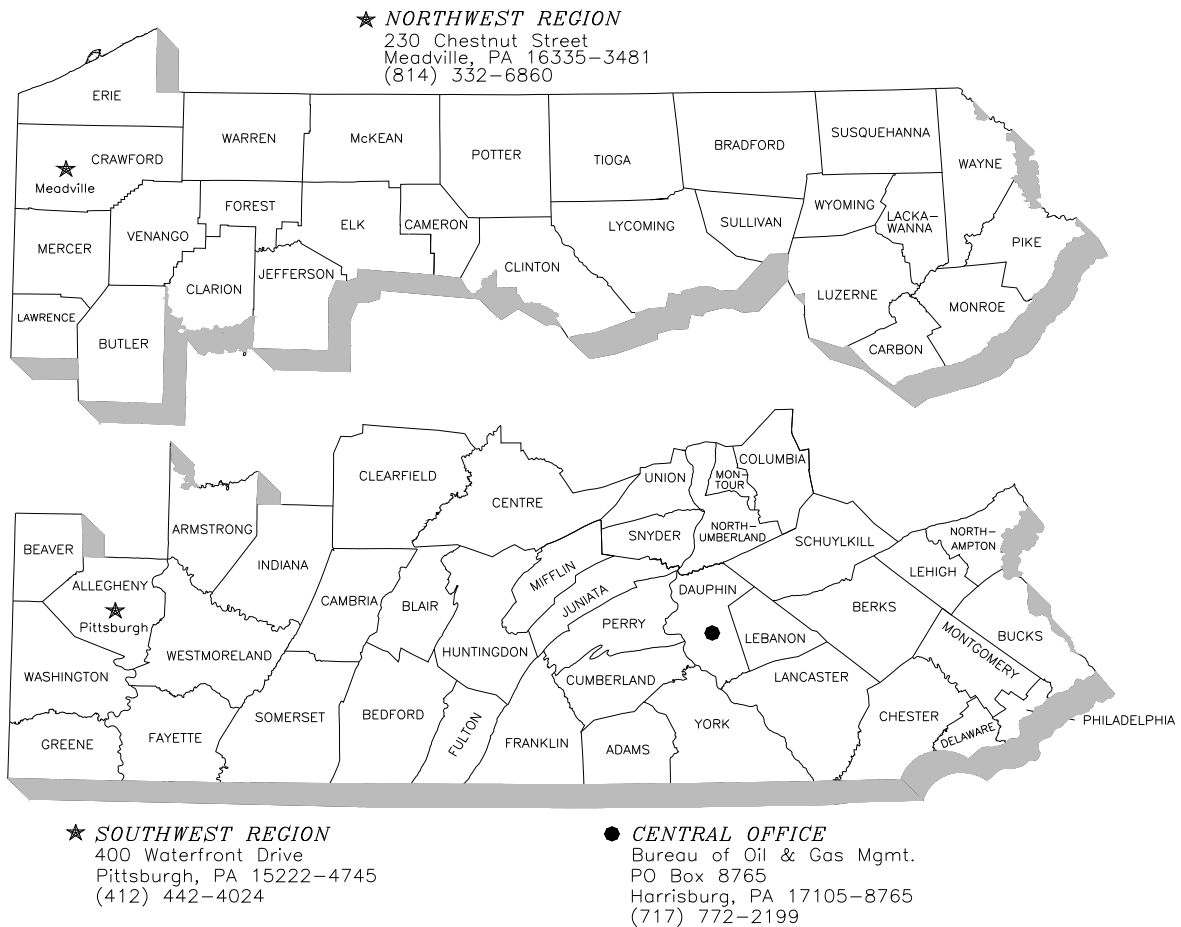 NORTHWEST REGION
230 Chestnut Street
Meadville, PA 16335-3481
(814) 332-6860
ERIE
CRAWFORD
Meadville
WARREN
McKEAN
POTTER
TIOGA
BRADFORD
SUSQUEHANNA
WAYNE
MERCER
VENANGO
FOREST
ELK
CAMERON
LYCOMING
SULLIVAN
WYOMING
LACKA-
WANNA
PIKE
CLARION
JEFFERSON
CLINTON
LUZERNE
MONROE
LAWRENCE
BUTLER
CARBON
CLEARFIELD
CENTRE
UNION
MON-
TOUR
COLUMBIA
ARMSTRONG
INDIANA
SNYDER
NORTH-
UMBERLAND
SCHUYLKILL
NORTH-
AMPTON
BEAVER
ALLEGHENY
Pittsburgh
CAMBRIA
BLAIR
MIFFLIN
JUNIATA
DAUPHIN
LEHIGH
BERKS
PERRY
LEBANON
BUCKS
MONTGOMERY
WASHINGTON
WESTMORELAND
HUNTINGDON
CUMBERLAND
LANCASTER
GREENE
FAYETTE
SOMERSET
BEDFORD
FULTON
FRANKLIN
ADAMS
YORK
CHESTER
DELAWARE
PHILADELPHIA
SOUTHWEST REGION
400 Waterfront Drive
Pittsburgh, PA 15222-4745
(412) 442-4024
CENTRAL OFFICE
Bureau of Oil & Gas Mgmt.
PO Box 8765
Harrisburg, PA 17105-8765
(717) 772-2199